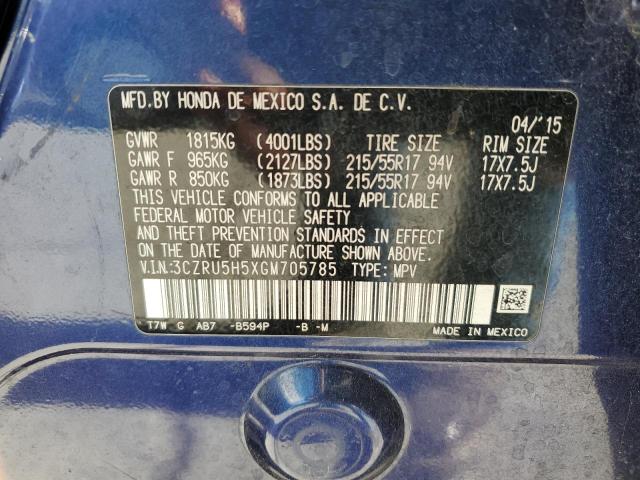 MFD.BY HONDA DE MEXICO S.A. DE C.V.
04/'15
GVWR 1815KG (4001LBS) TIRE SIZE RIM SIZE
GAWR F 965KG (2127LBS) 215/55R17 94V 17X7.5J
GAWR R 850KG (1873LBS) 215/55R17 94V 17X7.5J
THIS VEHICLE CONFORMS TO ALL APPLICABLE
FEDERAL MOTOR VEHICLE SAFETY
AND THEFT PREVENTION STANDARDS IN EFFECT
ON THE DATE OF MANUFACTURE SHOWN ABOVE.
V.I.N.:3CZRU5H5XGM705785 TYPE: MPV
T7W G AB7 -B594P -B -M MADE IN MEXICO